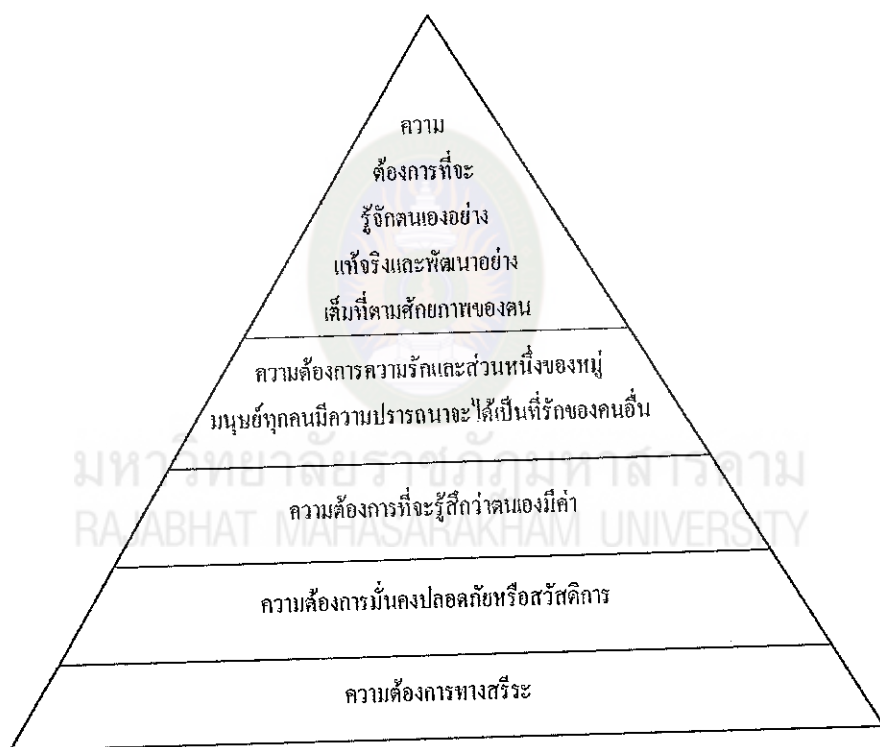 ความ
ต้องการที่จะ
รู้จักตนเองอย่าง
แท้จริงและพัฒนาอย่าง
เต็มที่ตามศักยภาพของตน
ความต้องการความรักและส่วนหนึ่งของหมู่
มนุษย์ทุกคนมีความปรารถนาจะได้เป็นที่รักของคนอื่น
มหาวิทยาลัยราชภัฏมหาสารคาม
ความต้องการที่จะรู้สึกว่าตนเองมีค่า
RAJABHAT MAHASARAKHAM UNIVERSITY
ความต้องการมั่นคงปลอดภัยหรือสวัสดิการ
ความต้องการทางสรีระ